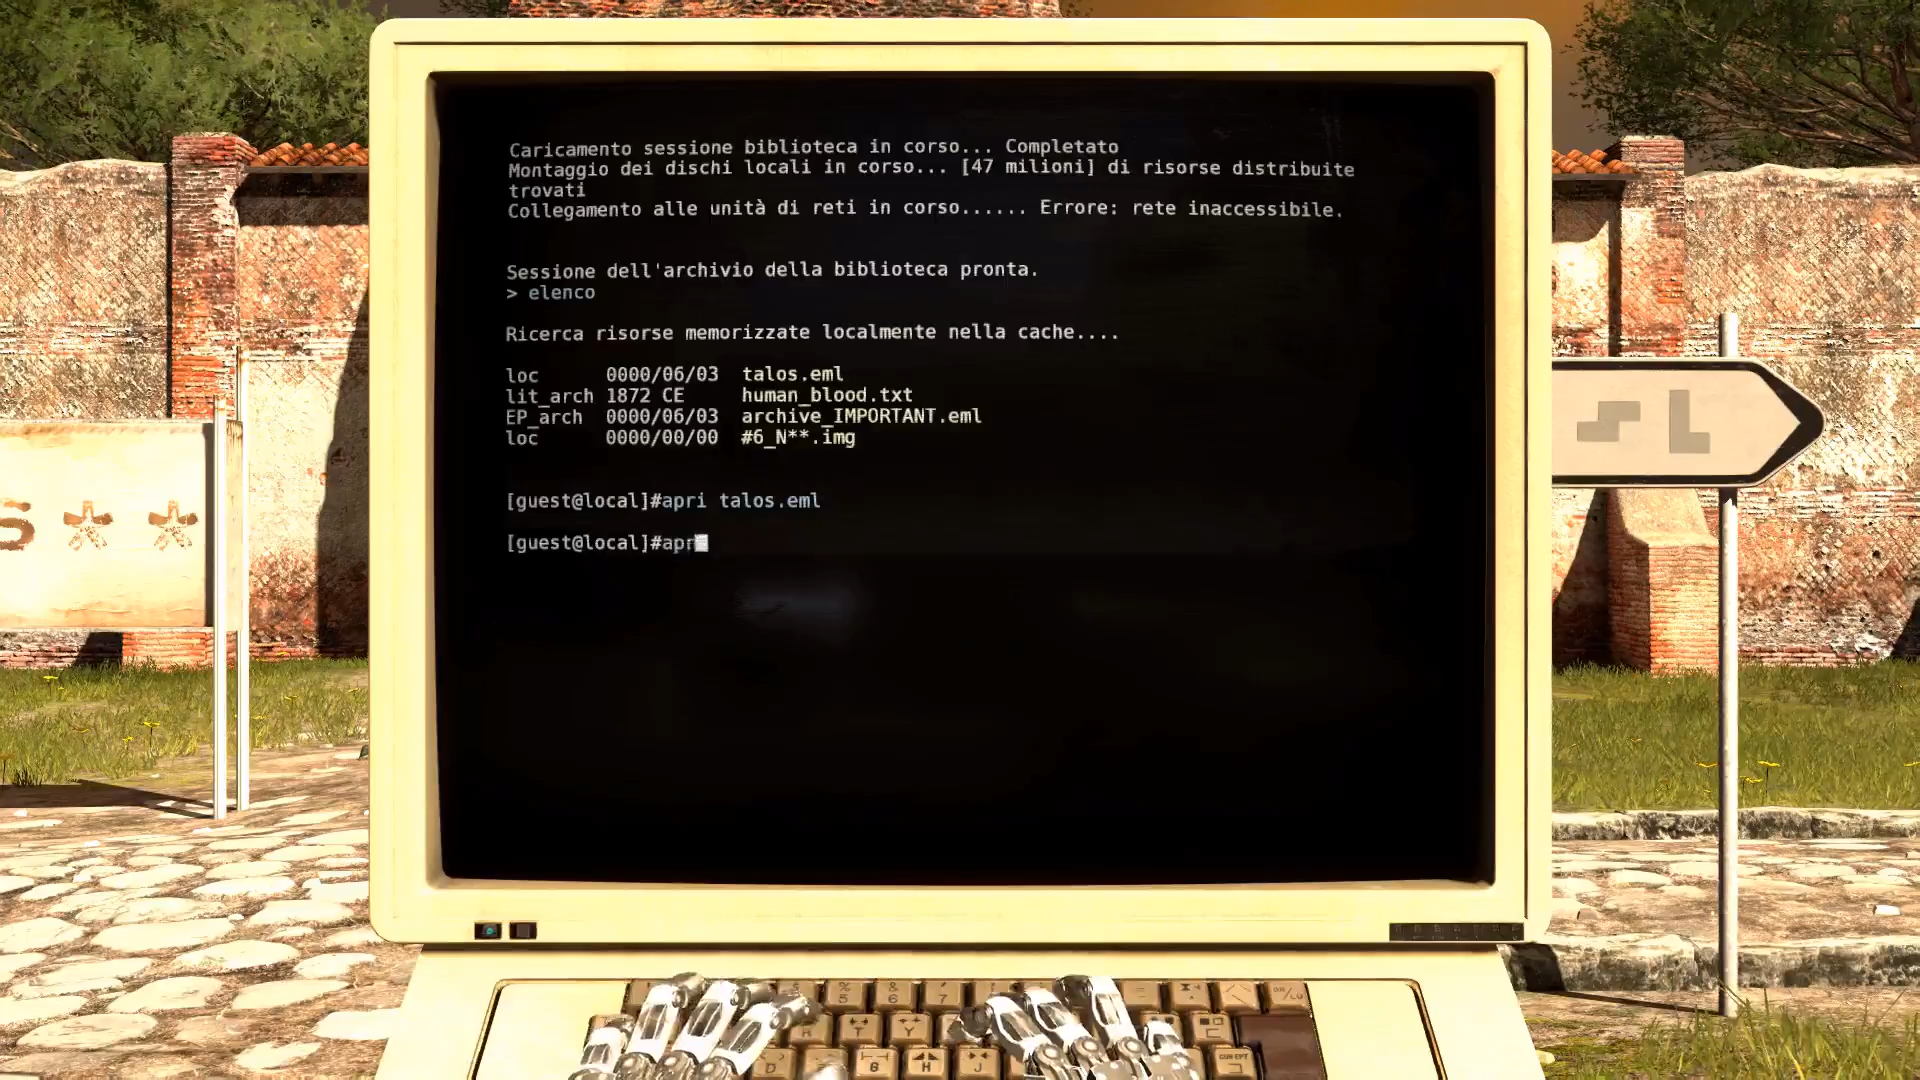 Caricamento sessione biblioteca in corso... Completato
Montaggio dei dischi locali in corso... [47 milioni] di risorse distribuite
trovati
Collegamento alle unità di reti in corso...... Errore: rete inaccessibile.
Sessione dell'archivio della biblioteca pronta.
> elenco
Ricerca risorse memorizzate localmente nella cache....
loc 0000/06/03 talos.eml
lit_arch 1872 CE human_blood.txt
EP_arch 0000/06/03 archive_IMPORTANT.eml
loc 0000/00/00 #6_N**.img
[guest@local]#apri talos.eml
[guest@local]#apr
S**
% 5
& 6
' 7
R T Y
D G H J